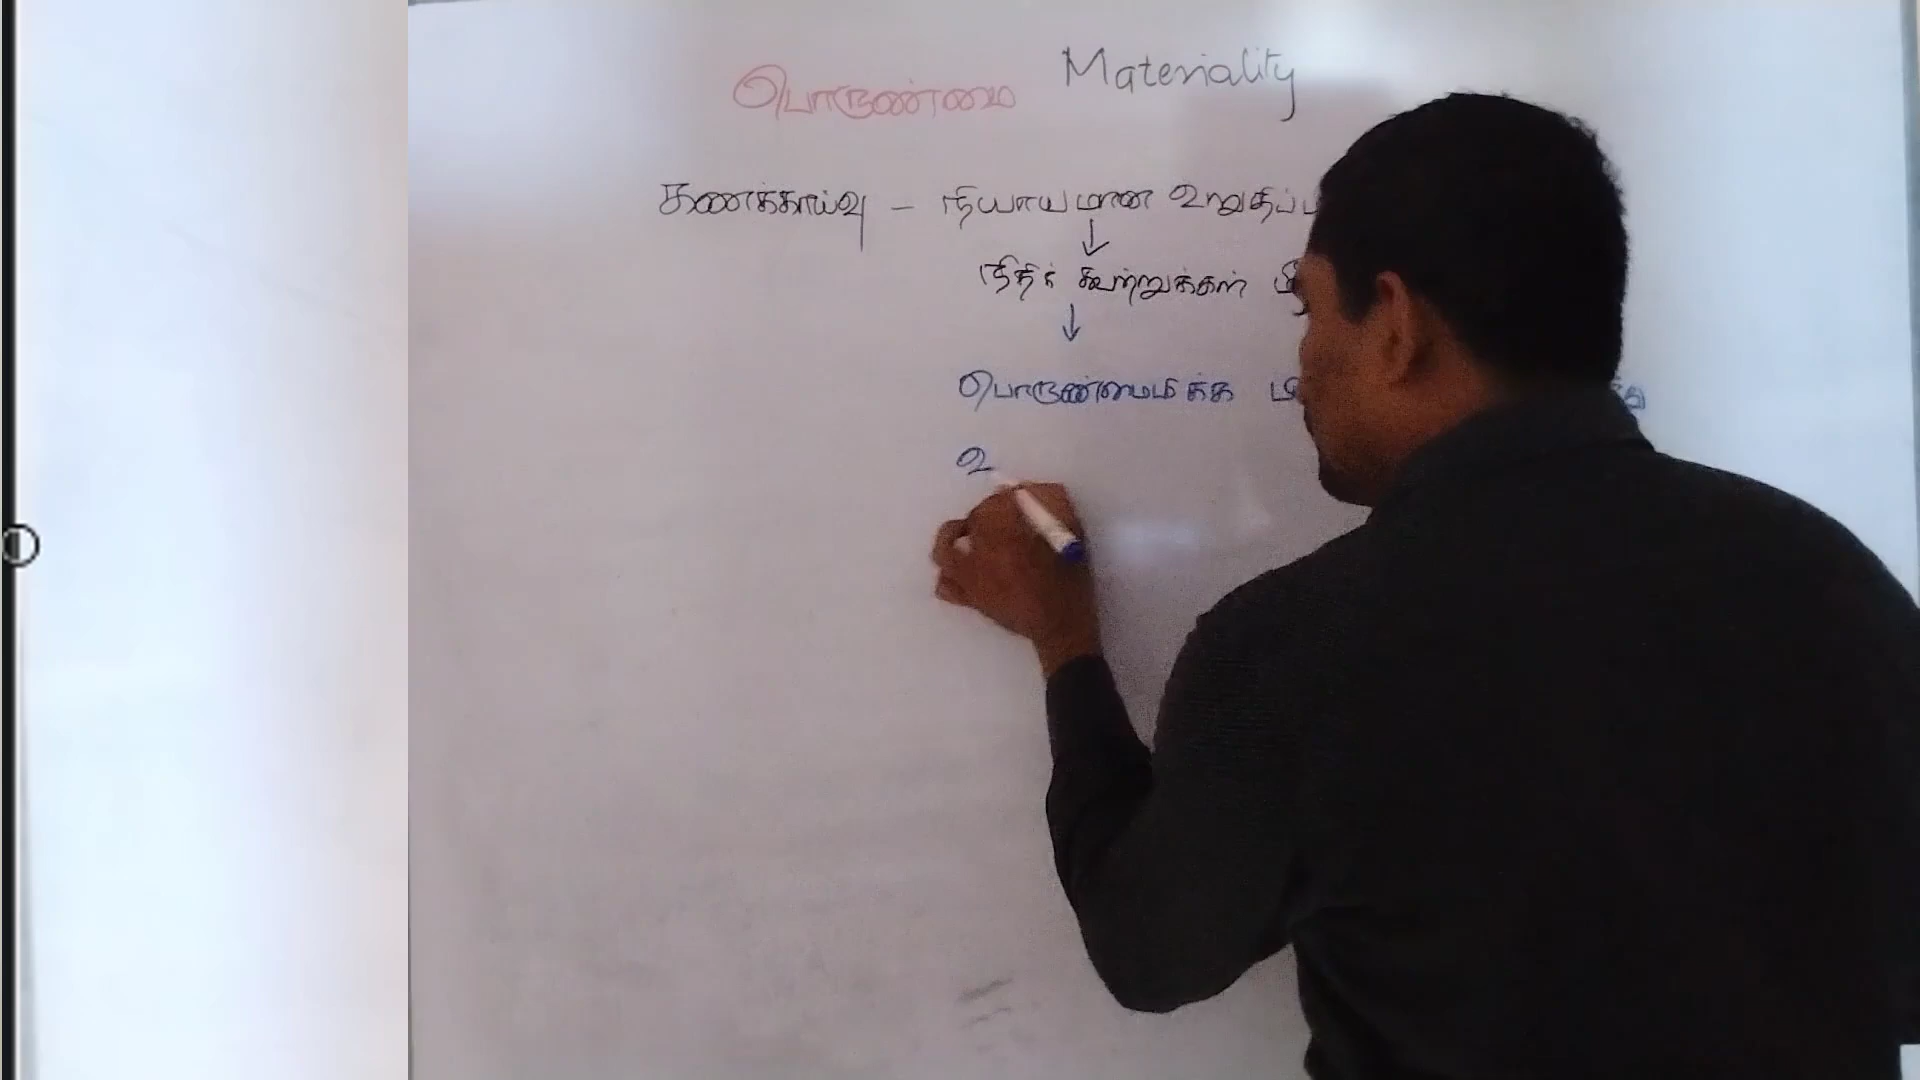 பொருண்மை Materiality
கணக்காய்வு – நியாயமான உறுதிப்
↓
நிதிக் கூற்றுக்கள் மீ
↓
பொருண்மைமிக்க
உ